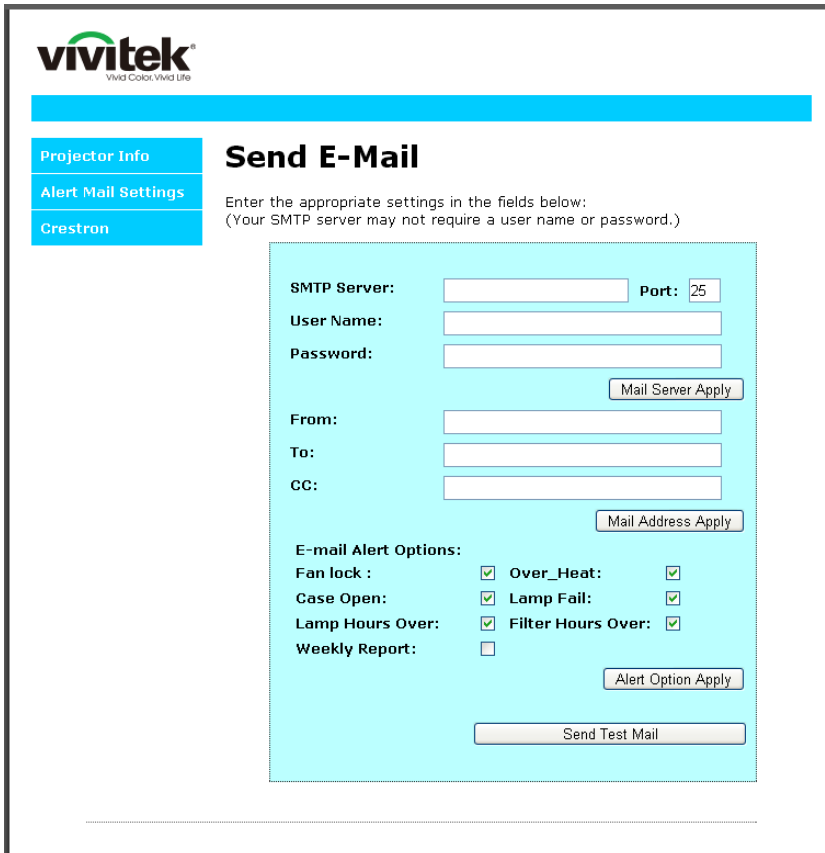 vivitek®
Vivid Color, Vivid Life
Projector Info
Alert Mail Settings
Crestron
Send E-Mail
Enter the appropriate settings in the fields below:
(Your SMTP server may not require a user name or password.)
SMTP Server: Port: 25
User Name:
Password:
Mail Server Apply
From:
To:
CC:
Mail Address Apply
E-mail Alert Options:
Fan lock : Over_Heat:
Case Open: Lamp Fail:
Lamp Hours Over: Filter Hours Over:
Weekly Report:
Alert Option Apply
Send Test Mail